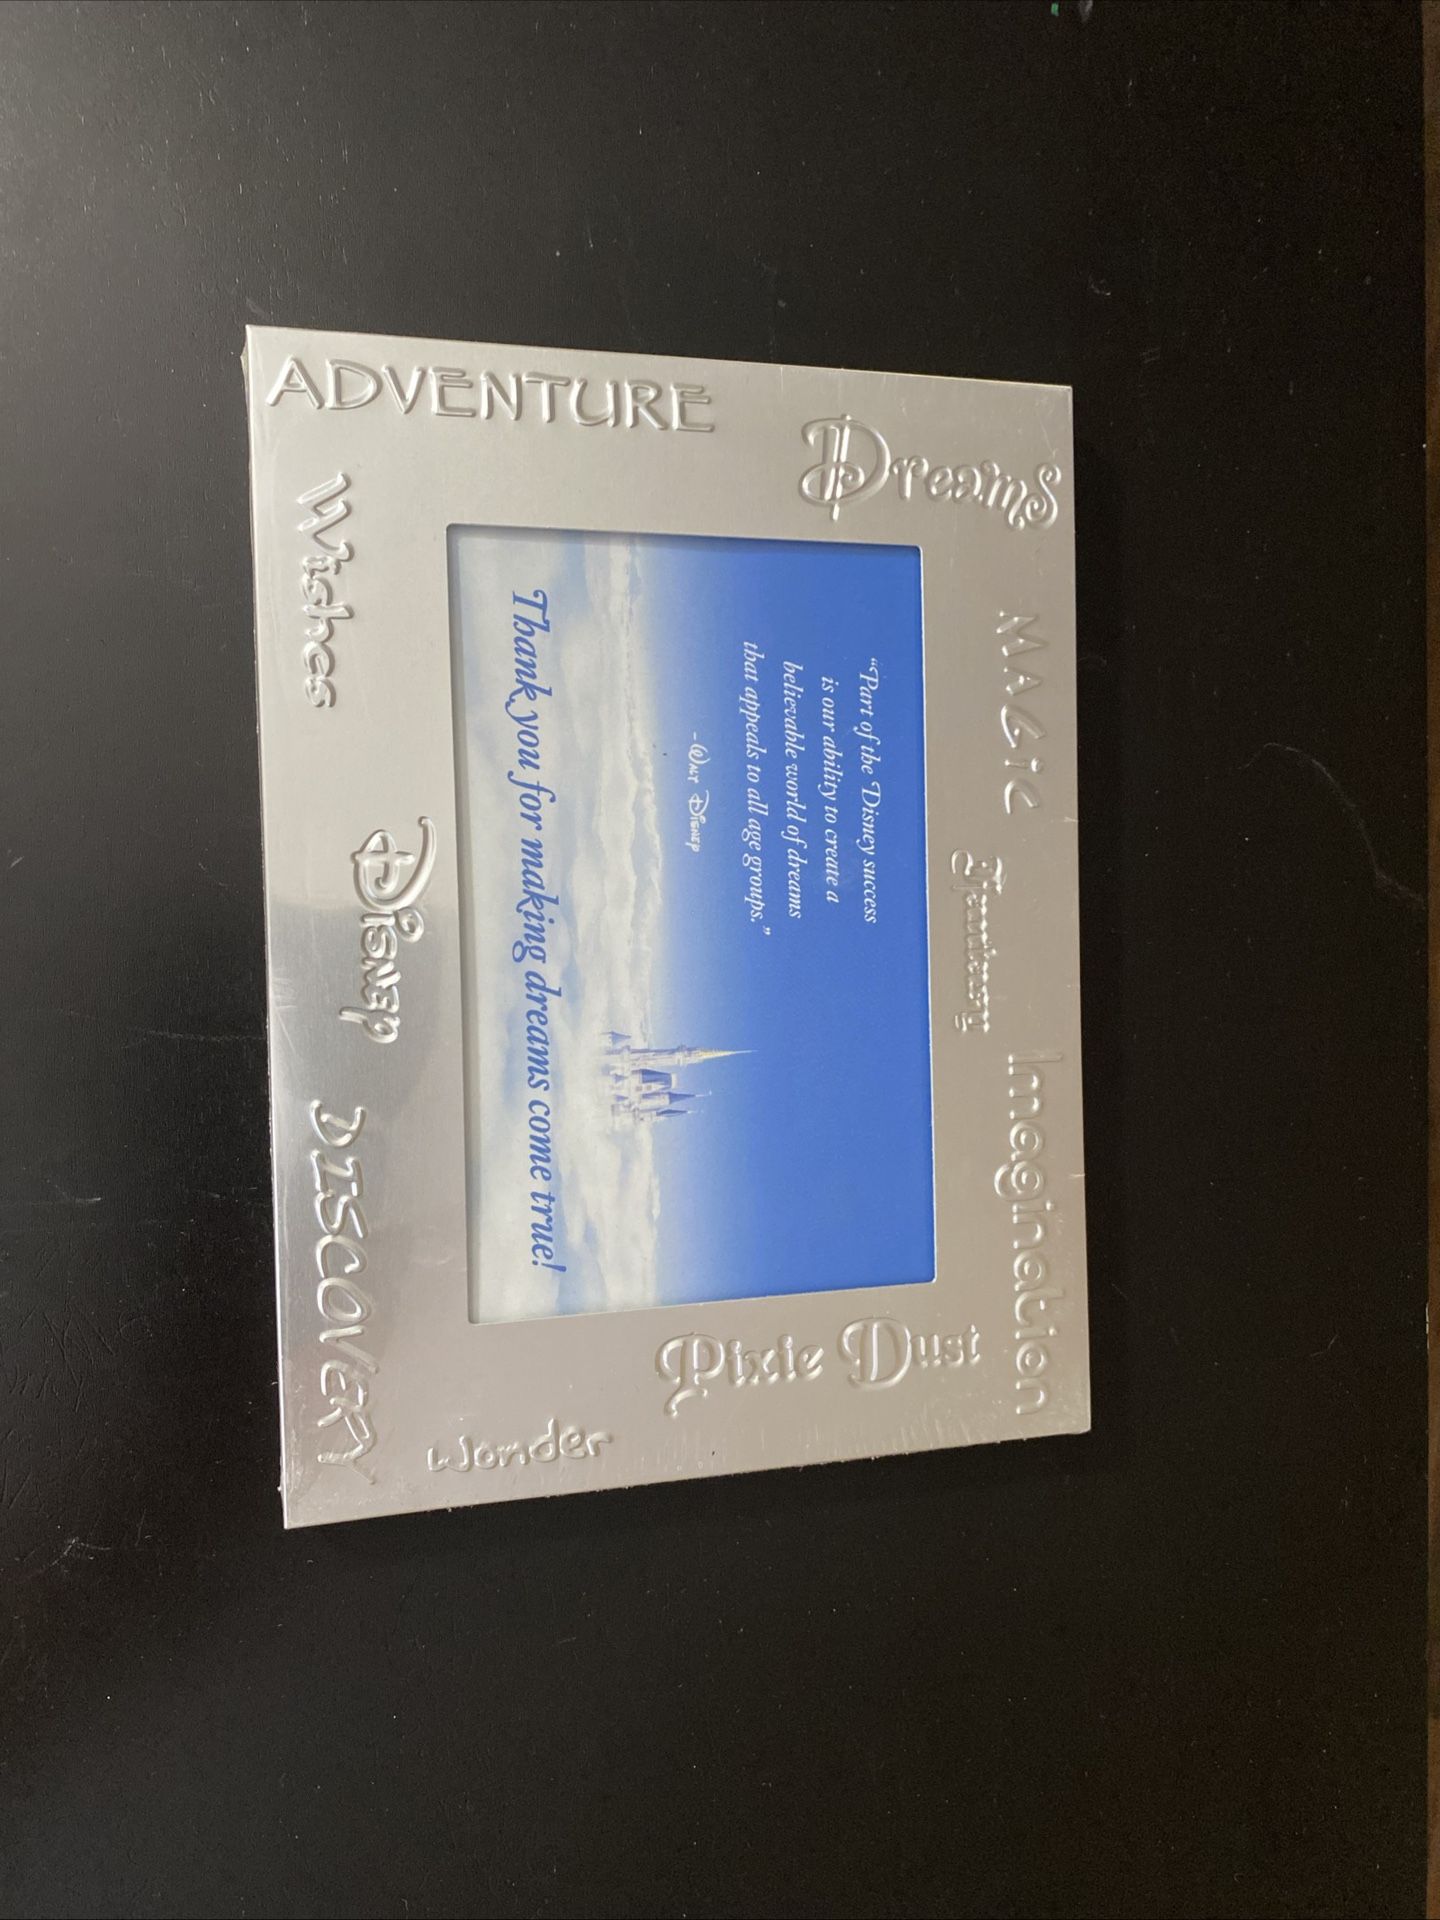 Dreams
MAGic
Fantasy
Imagination
ADVENTURE
"Part of the Disney success
is our ability to create a
believable world of dreams
that appeals to all age groups."
-WALT DISNEY
Thank you for making dreams come true!
Pixie Dust
Wonder
Wishes
DISNEY
DISCOVERY